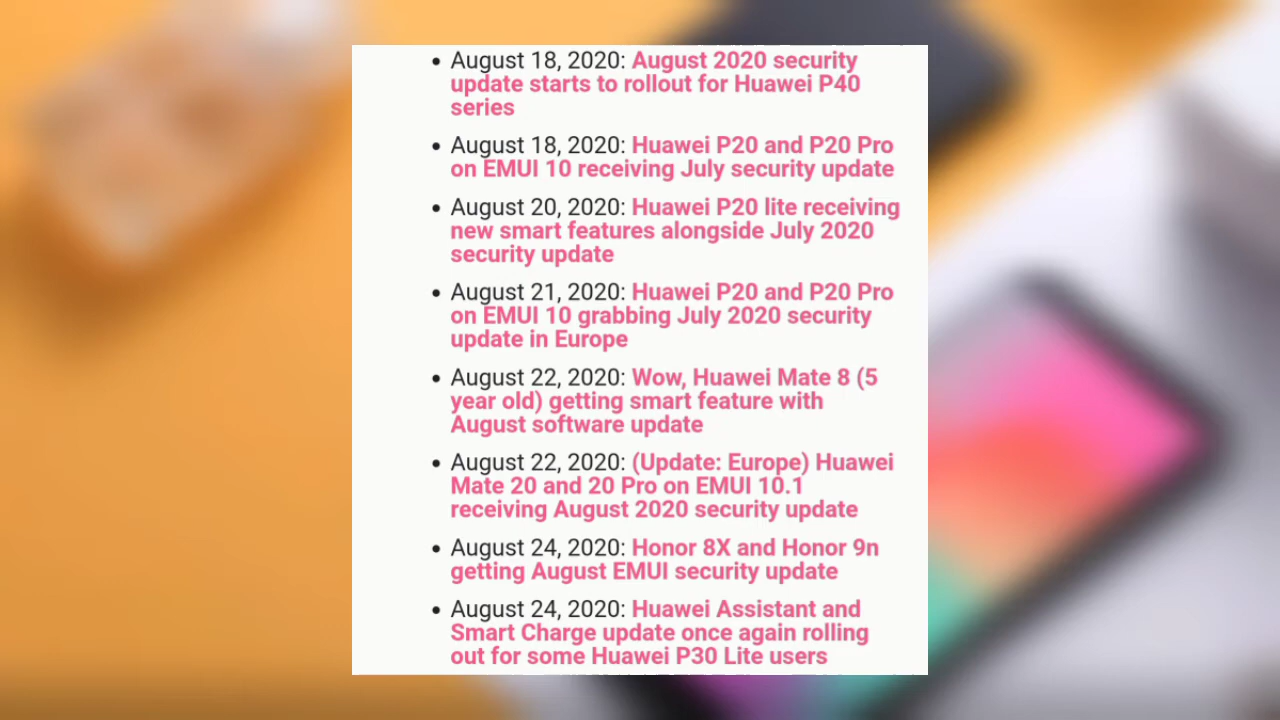 • August 18, 2020: August 2020 security
update starts to rollout for Huawei P40
series
• August 18, 2020: Huawei P20 and P20 Pro
on EMUI 10 receiving July security update
• August 20, 2020: Huawei P20 lite receiving
new smart features alongside July 2020
security update
• August 21, 2020: Huawei P20 and P20 Pro
on EMUI 10 grabbing July 2020 security
update in Europe
• August 22, 2020: Wow, Huawei Mate 8 (5
year old) getting smart feature with
August software update
• August 22, 2020: (Update: Europe) Huawei
Mate 20 and 20 Pro on EMUI 10.1
receiving August 2020 security update
• August 24, 2020: Honor 8X and Honor 9n
getting August EMUI security update
• August 24, 2020: Huawei Assistant and
Smart Charge update once again rolling
out for some Huawei P30 Lite users